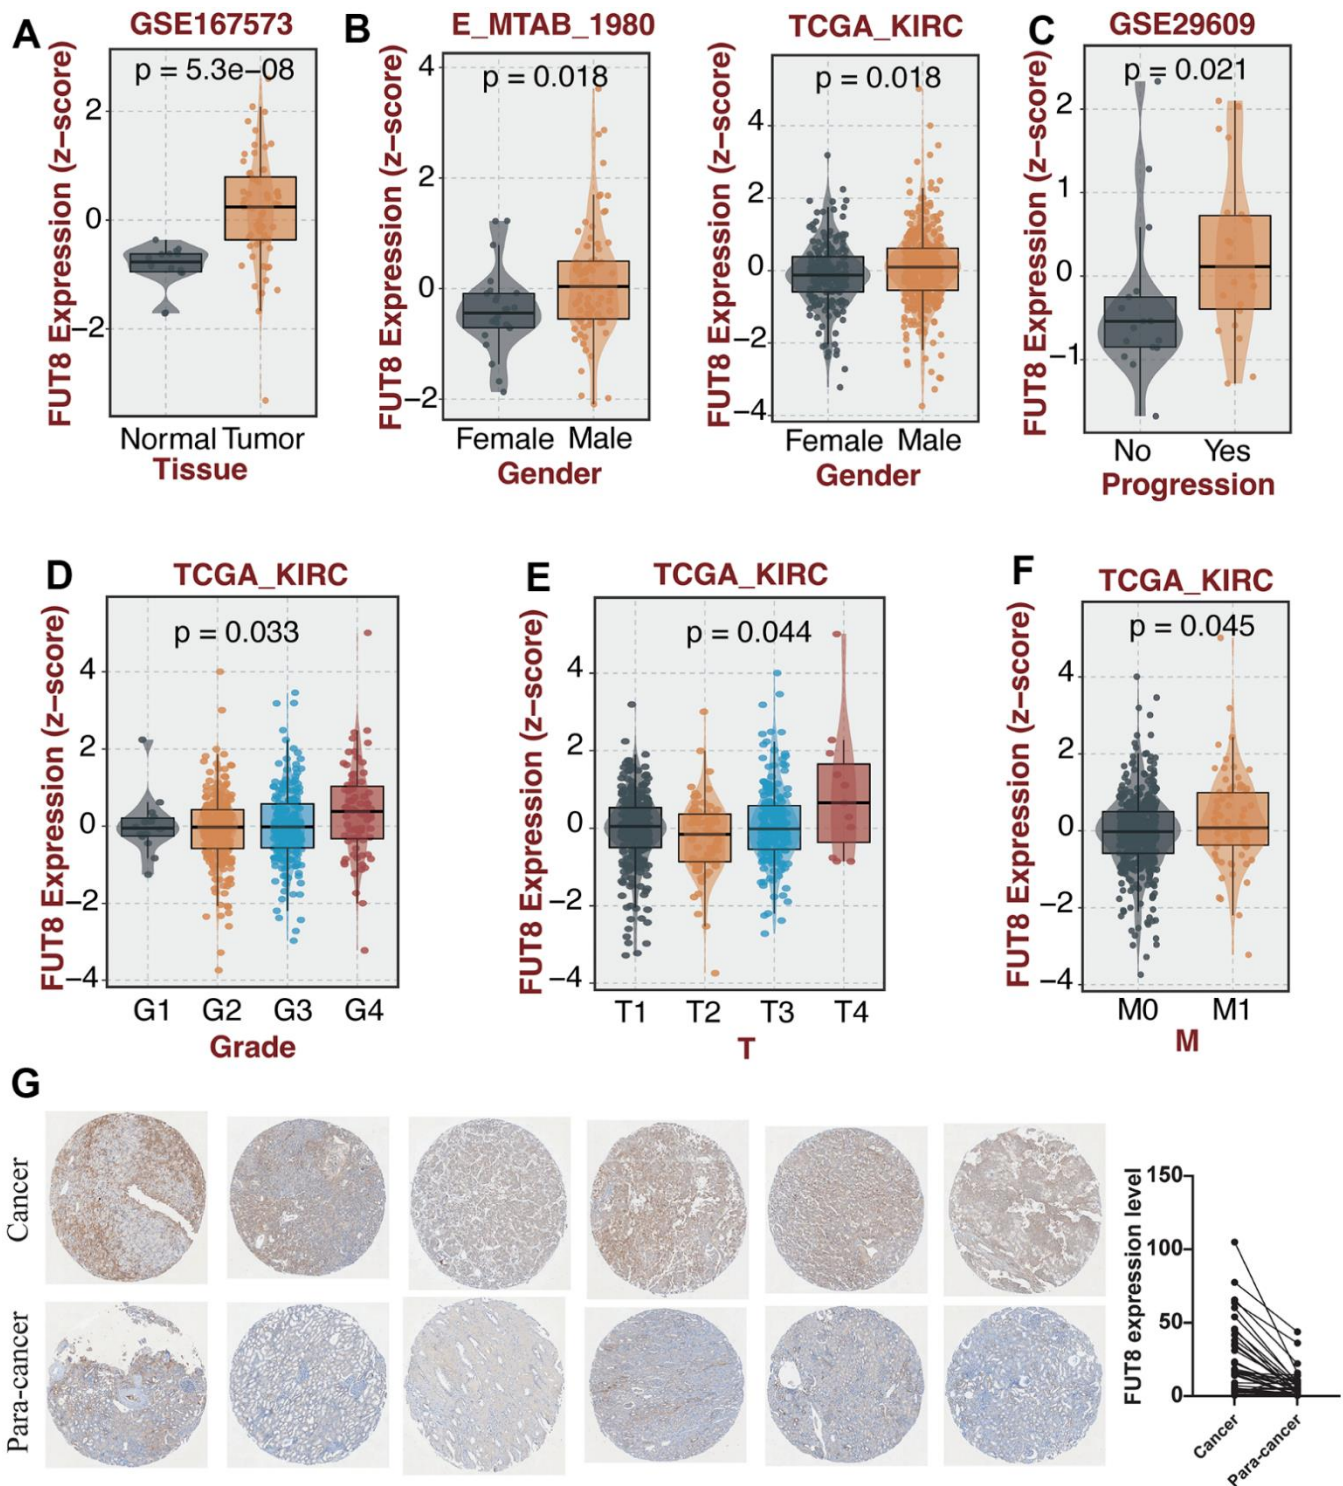 A
GSE167573
p = 5.3e−08
FUT8 Expression (z−score)
2
0
−2
Normal Tumor
Tissue
B
E_MTAB_1980
p = 0.018
FUT8 Expression (z−score)
4
2
0
−2
Female Male
Gender
TCGA_KIRC
p = 0.018
FUT8 Expression (z−score)
4
2
0
−2
−4
Female Male
Gender
C
GSE29609
p = 0.021
FUT8 Expression (z−score)
2
1
0
−1
No Yes
Progression
D
TCGA_KIRC
p = 0.033
FUT8 Expression (z−score)
4
2
0
−2
−4
G1 G2 G3 G4
Grade
E
TCGA_KIRC
p = 0.044
FUT8 Expression (z−score)
4
2
0
−2
−4
T1 T2 T3 T4
T
F
TCGA_KIRC
p = 0.045
FUT8 Expression (z−score)
4
2
0
−2
−4
M0 M1
M
G
Cancer
Para-cancer
FUT8 expression level
150
100
50
0
Cancer
Para-cancer